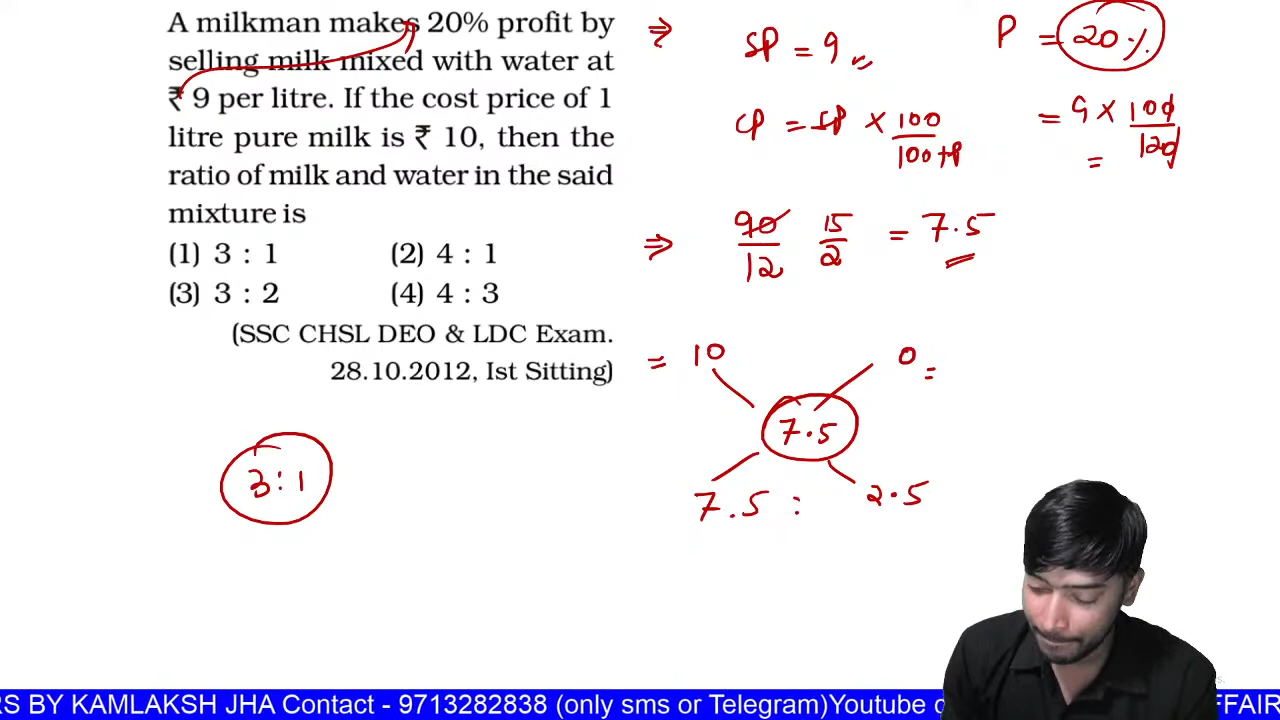 A milkman makes 20% profit by
selling milk mixed with water at
₹ 9 per litre. If the cost price of 1
litre pure milk is ₹ 10, then the
ratio of milk and water in the said
mixture is
(1) 3 : 1 (2) 4 : 1
(3) 3 : 2 (4) 4 : 3
(SSC CHSL DEO & LDC Exam.
28.10.2012, Ist Sitting)
3:1
⇒ SP = 9 P = 20%
CP = SP × 100/100+P = 9 × 100/120
=
⇒ 90/12 15/2 = 7.5
= 10 0 =
7.5
7.5 : 2.5
RS BY KAMLAKSH JHA Contact - 9713282838 (only sms or Telegram)Youtube FFAIR